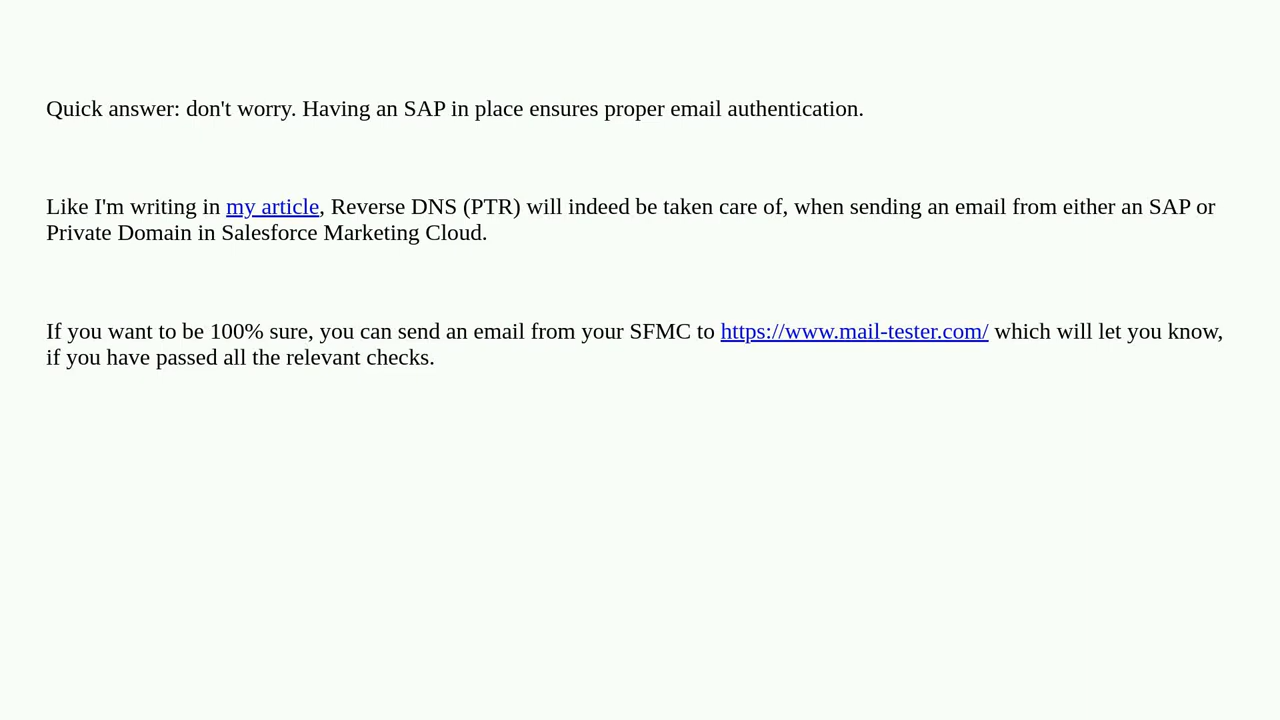 Quick answer: don't worry. Having an SAP in place ensures proper email authentication.
Like I'm writing in my article, Reverse DNS (PTR) will indeed be taken care of, when sending an email from either an SAP or
Private Domain in Salesforce Marketing Cloud.
If you want to be 100% sure, you can send an email from your SFMC to https://www.mail-tester.com/ which will let you know,
if you have passed all the relevant checks.